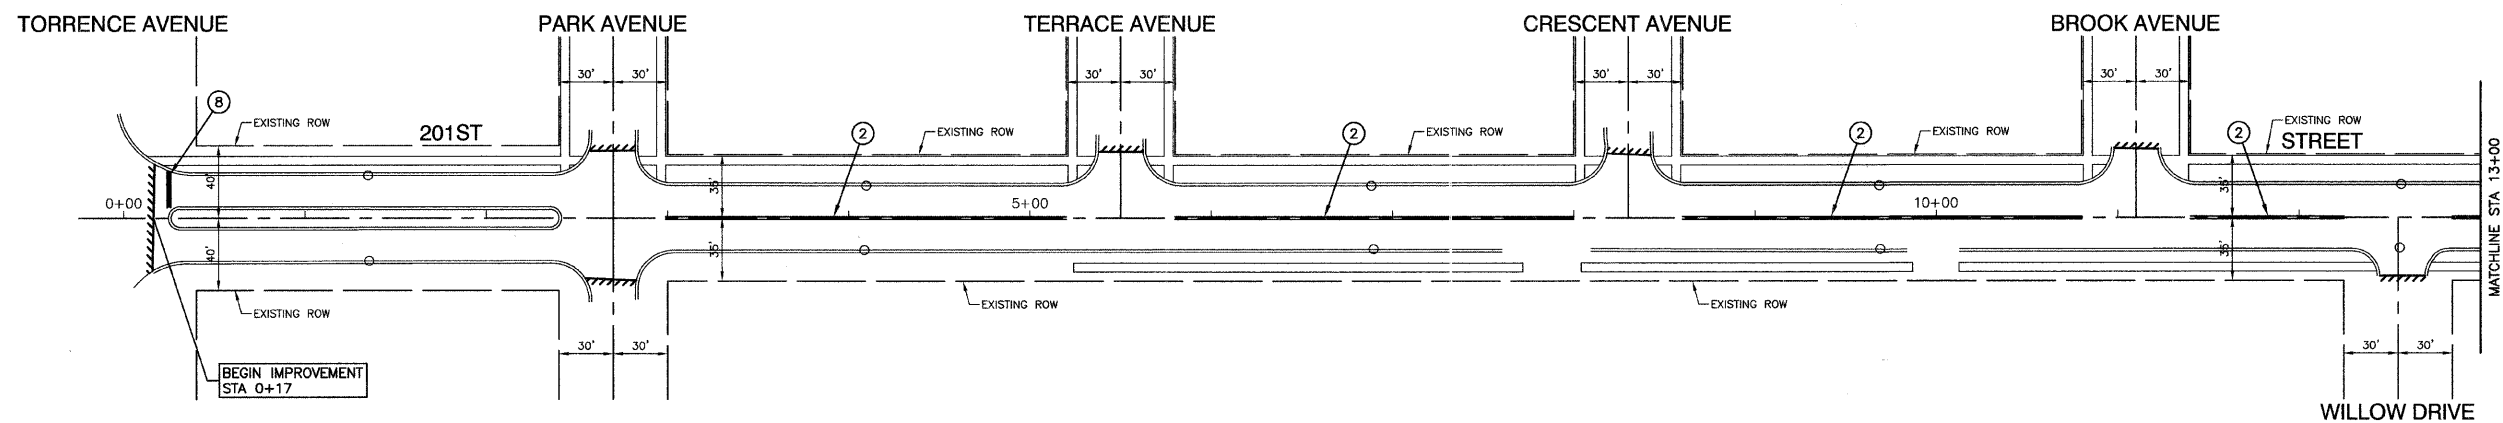 TORRENCE AVENUE
PARK AVENUE
TERRACE AVENUE
CRESCENT AVENUE
BROOK AVENUE
30' 30'
30' 30'
30' 30'
30' 30'
8
EXISTING ROW
201ST
2
EXISTING ROW
2
EXISTING ROW
2
EXISTING ROW
2
EXISTING ROW
STREET
40'
35'
35'
0+00
5+00
10+00
MATCHLINE STA 13+00
40'
35'
35'
EXISTING ROW
EXISTING ROW
EXISTING ROW
30' 30'
30' 30'
BEGIN IMPROVEMENT
STA 0+17
WILLOW DRIVE